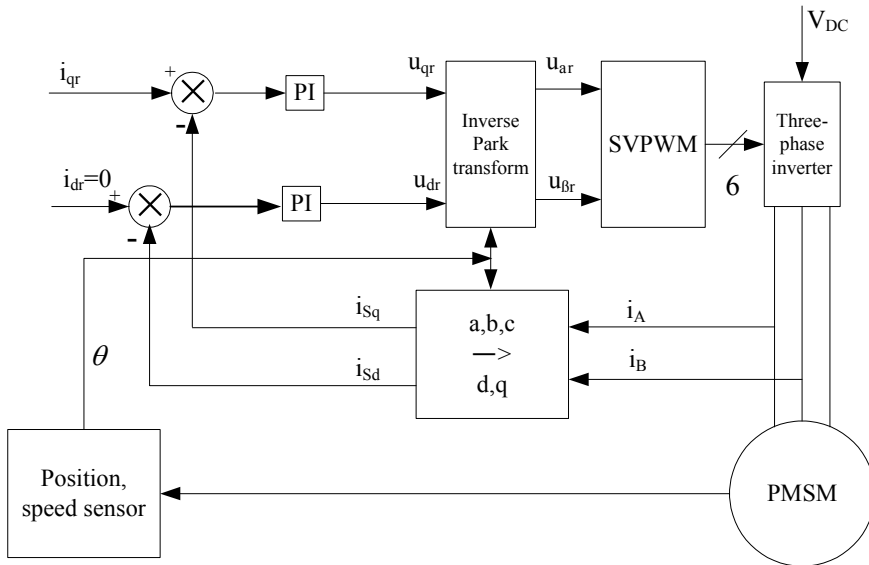 V_DC
i_qr
+
-
PI
u_qr
Inverse
Park
transform
u_ar
SVPWM
6
Three-
phase
inverter
i_dr=0
+
-
PI
u_dr
u_ßr
θ
i_Sq
i_Sd
a,b,c
—>
d,q
i_A
i_B
Position,
speed sensor
PMSM